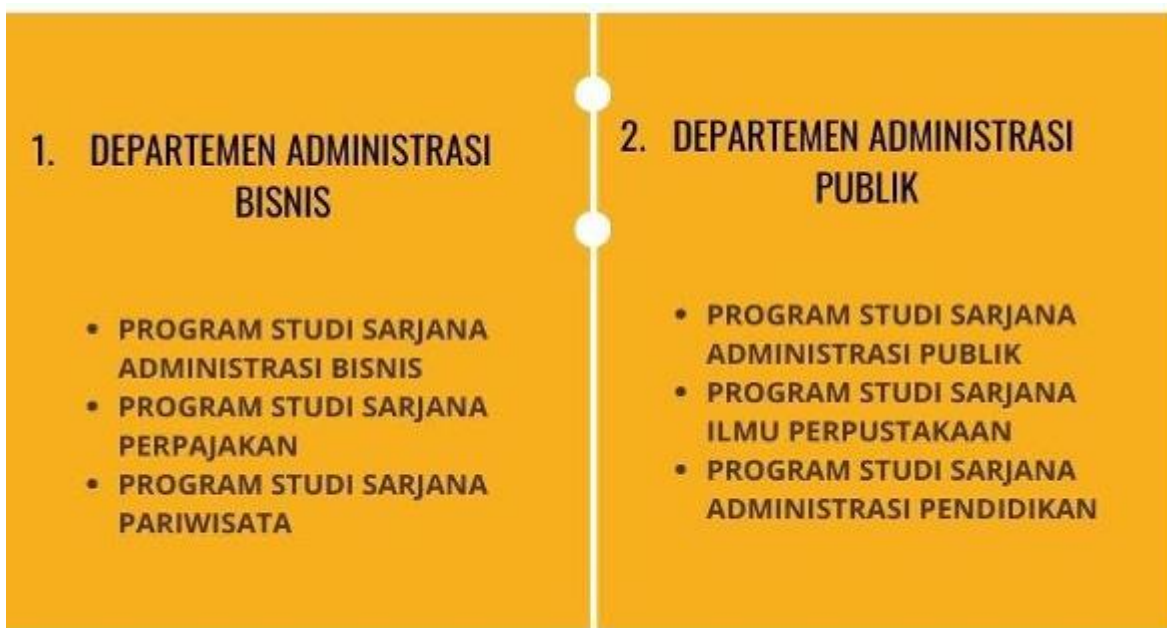 1. DEPARTEMEN ADMINISTRASI
BISNIS
• PROGRAM STUDI SARJANA
ADMINISTRASI BISNIS
• PROGRAM STUDI SARJANA
PERPAJAKAN
• PROGRAM STUDI SARJANA
PARIWISATA
2. DEPARTEMEN ADMINISTRASI
PUBLIK
• PROGRAM STUDI SARJANA
ADMINISTRASI PUBLIK
• PROGRAM STUDI SARJANA
ILMU PERPUSTAKAAN
• PROGRAM STUDI SARJANA
ADMINISTRASI PENDIDIKAN